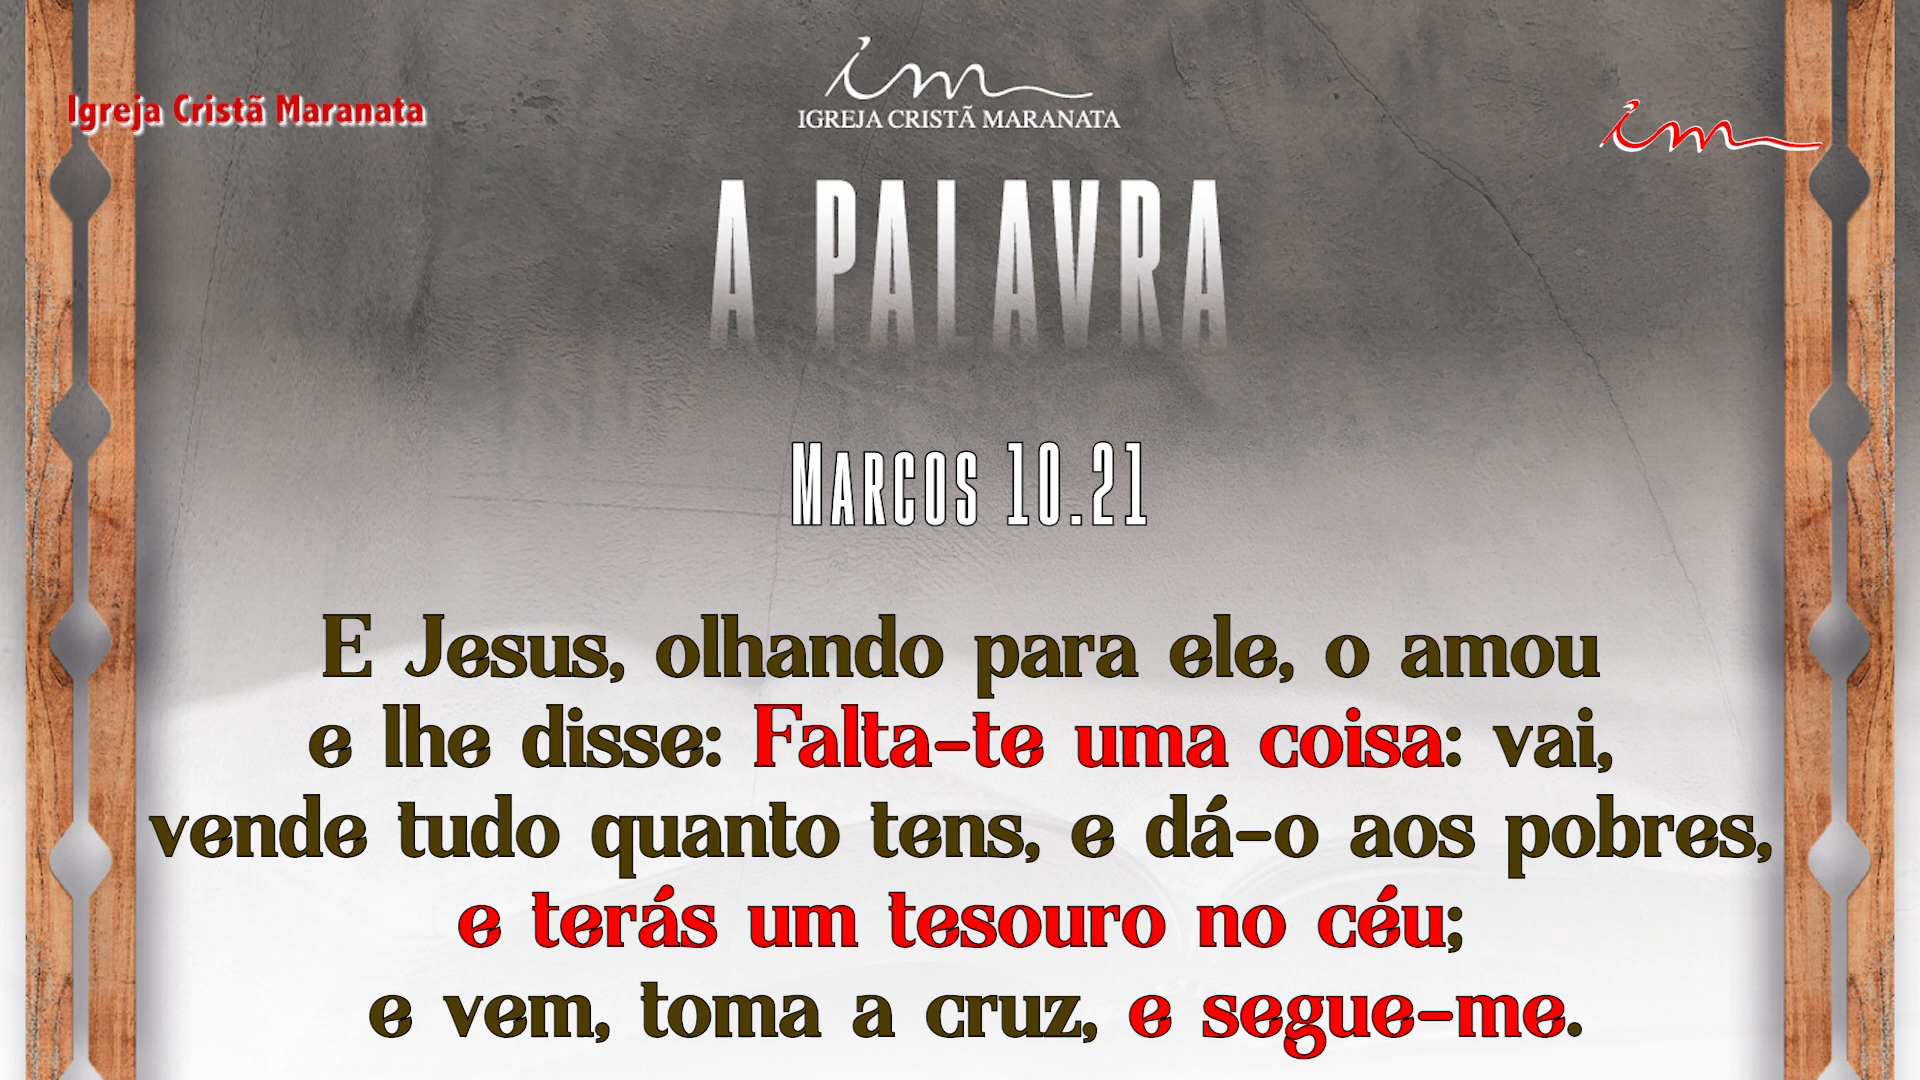 Igreja Cristã Maranata
im
IGREJA CRISTÃ MARANATA
im
A PALAVRA
MARCOS 10.21
E Jesus, olhando para ele, o amou
e lhe disse: Falta-te uma coisa: vai,
vende tudo quanto tens, e dá-o aos pobres,
e terás um tesouro no céu;
e vem, toma a cruz, e segue-me.